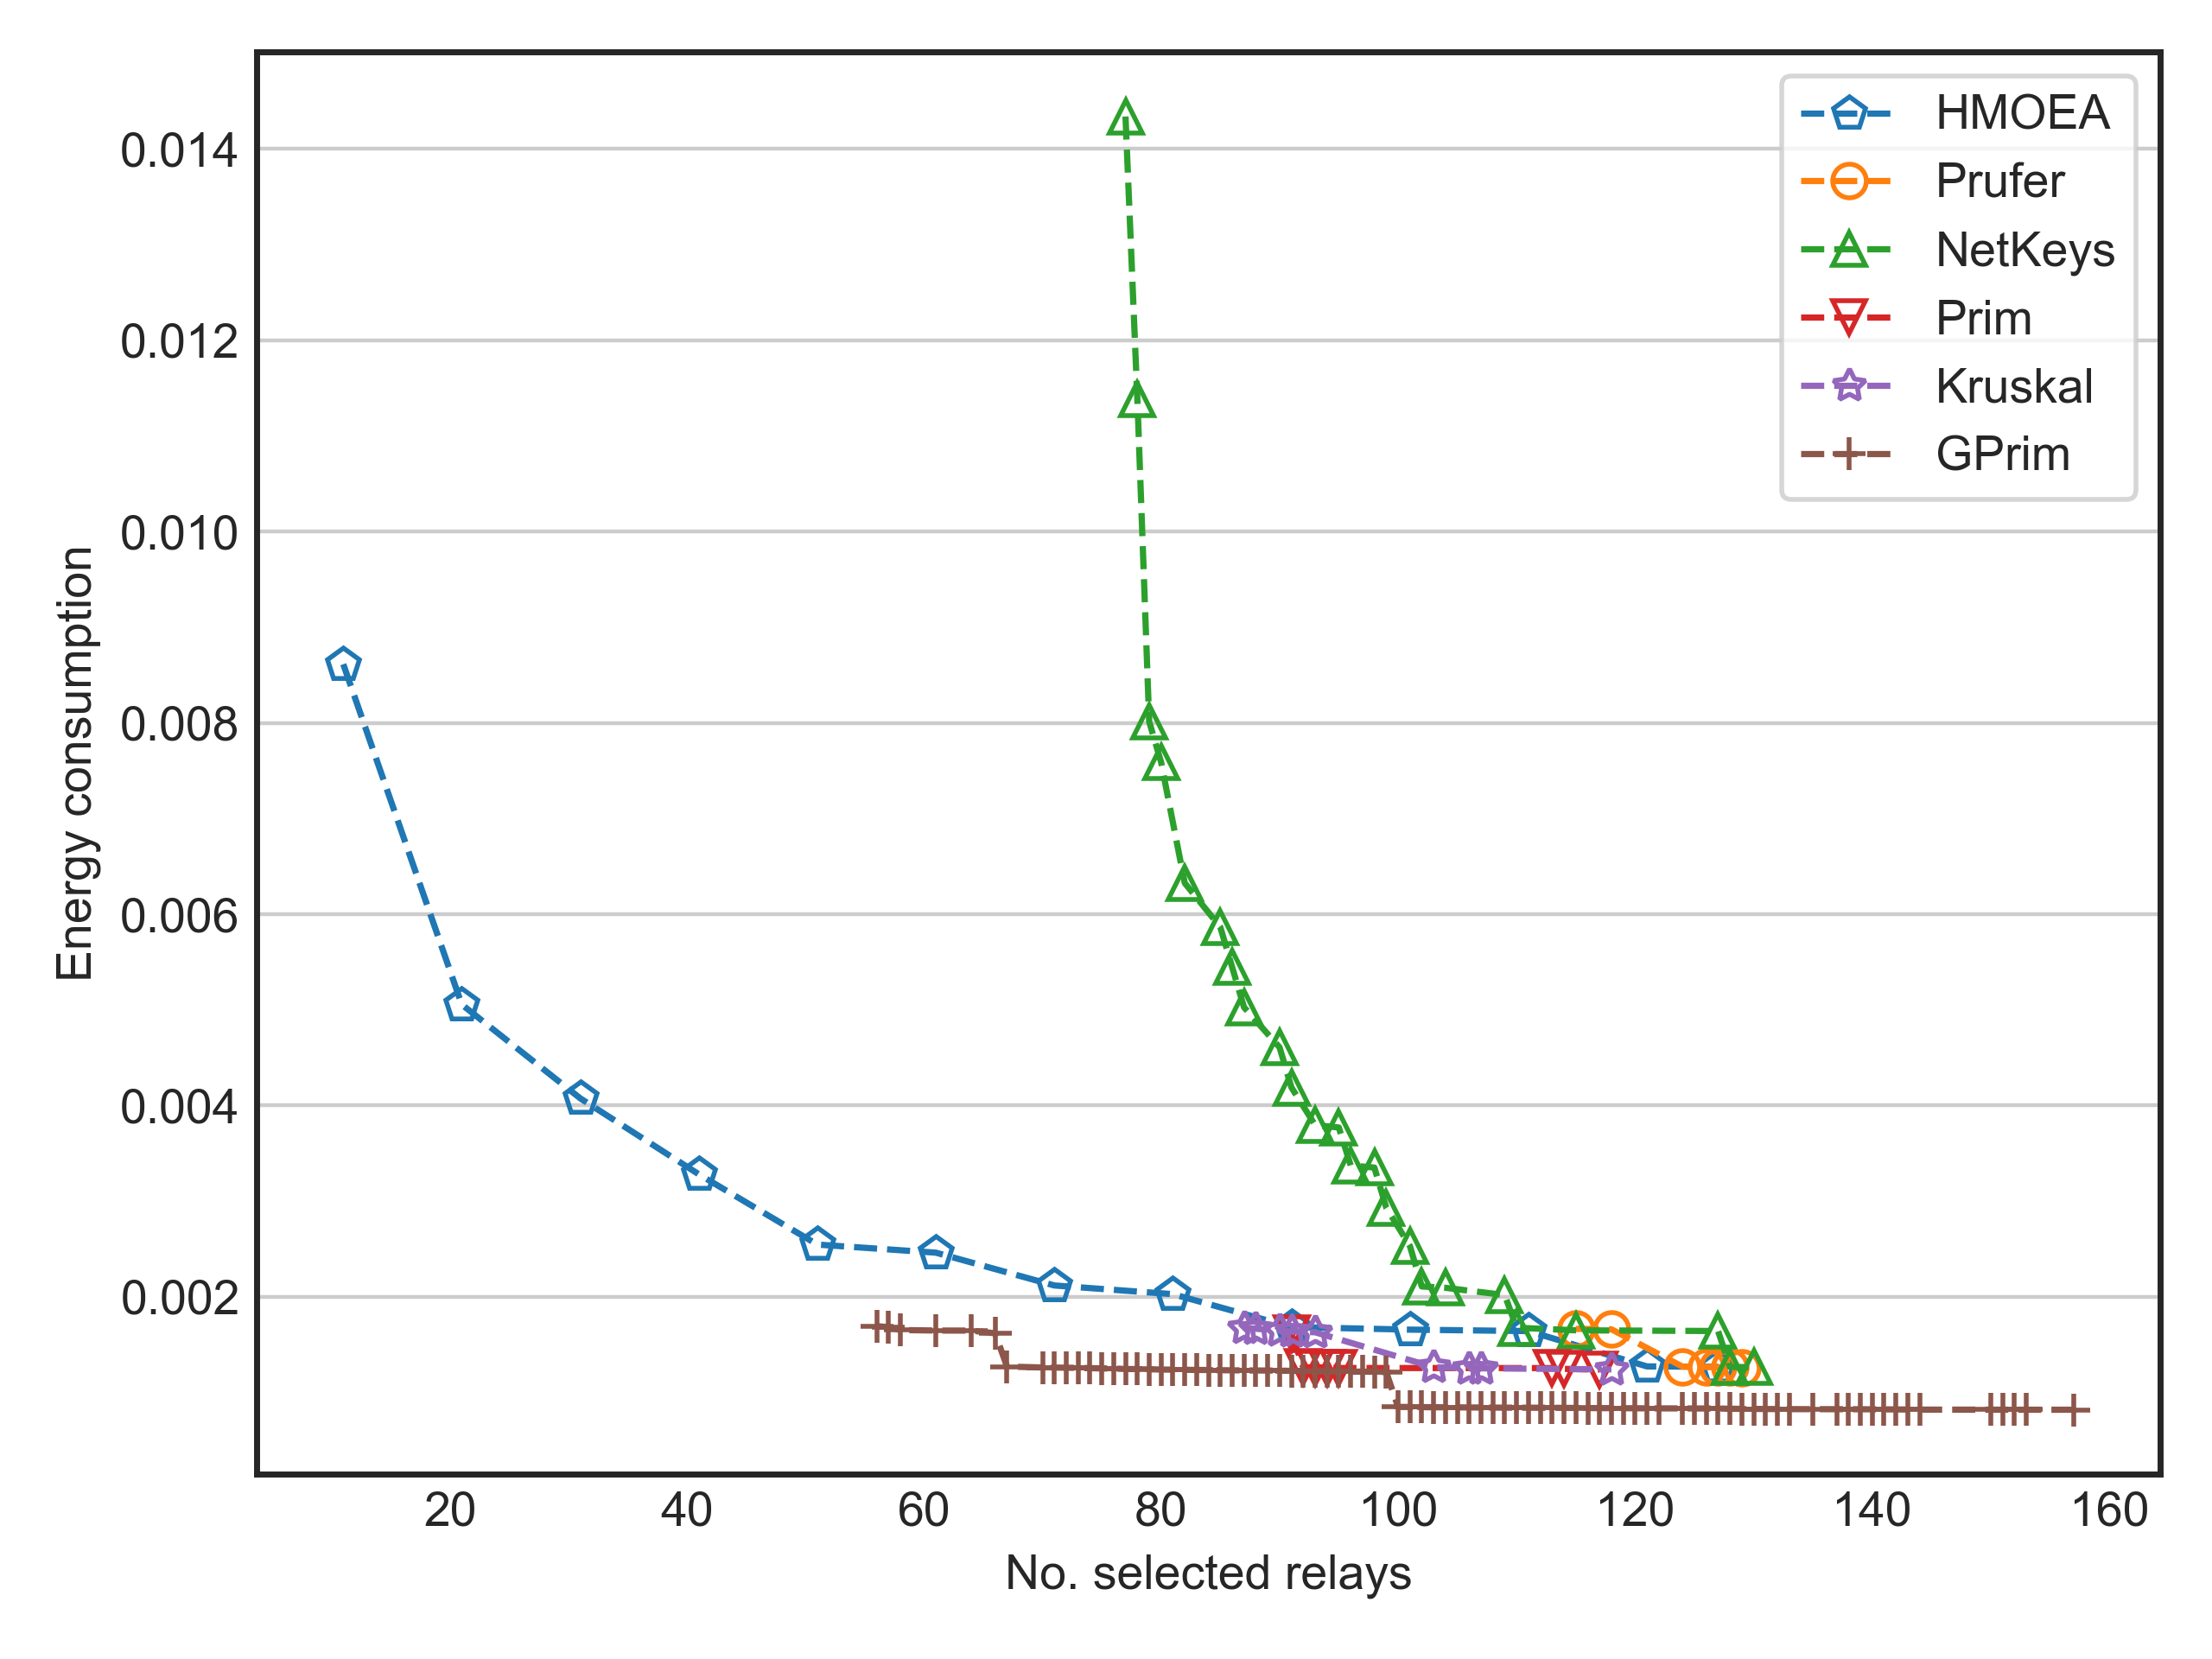 HMOEA
Prufer
NetKeys
Prim
Kruskal
GPrim
Energy consumption
0.014
0.012
0.010
0.008
0.006
0.004
0.002
20 40 60 80 100 120 140 160
No. selected relays